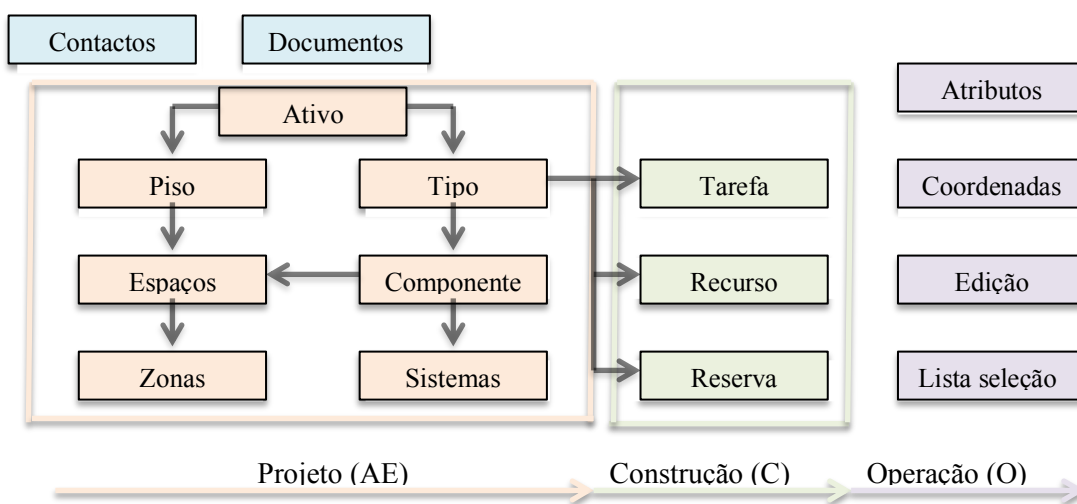 Contactos
Documentos
Ativo
Atributos
Piso
Tipo
Tarefa
Coordenadas
Espaços
Componente
Recurso
Edição
Zonas
Sistemas
Reserva
Lista seleção
Projeto (AE)
Construção (C)
Operação (O)